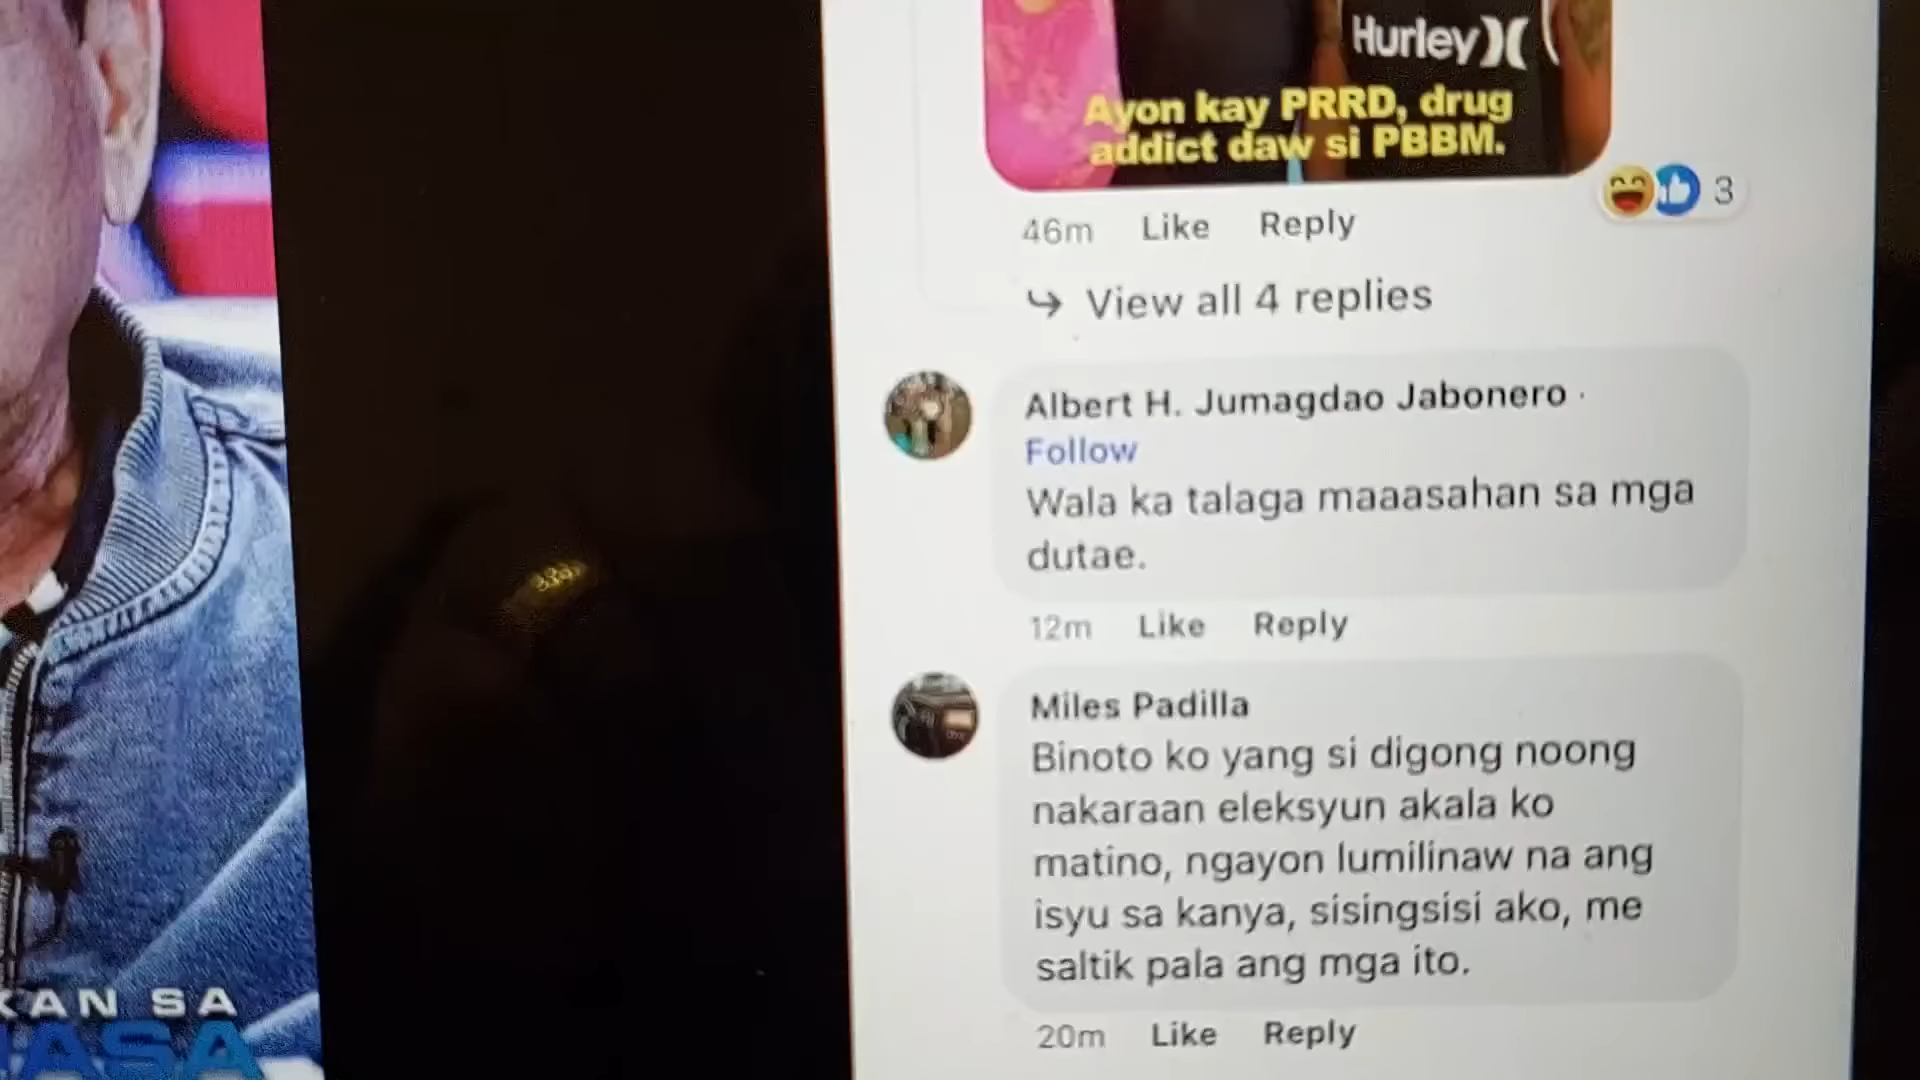 Hurley
Ayon kay PRRD, drug
addict daw si PBBM.
3
46m Like Reply
View all 4 replies
Albert H. Jumagdao Jabonero ·
Follow
Wala ka talaga maaasahan sa mga
dutae.
12m Like Reply
Miles Padilla
Binoto ko yang si digong noong
nakaraan eleksyun akala ko
matino, ngayon lumilinaw na ang
isyu sa kanya, sisingsisi ako, me
saltik pala ang mga ito.
20m Like Reply
KAN SA
MASA